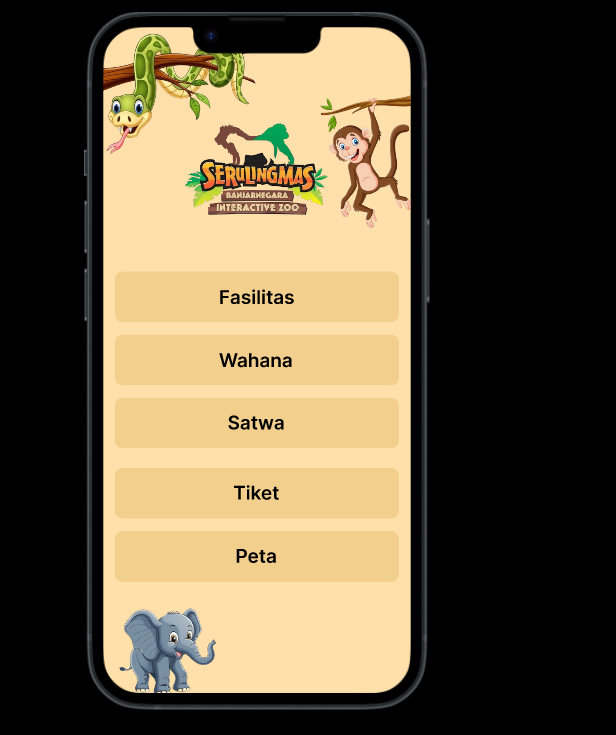 SERULINGMAS
BANJARNEGARA
INTERACTIVE ZOO
Fasilitas
Wahana
Satwa
Tiket
Peta